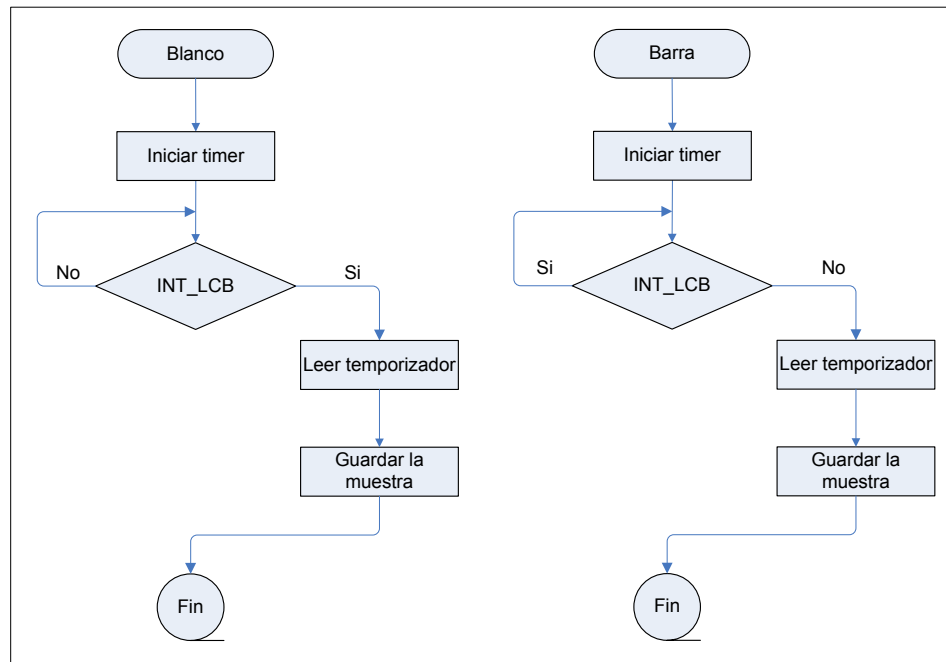 Blanco
Iniciar timer
No
INT_LCB
Si
Leer temporizador
Guardar la
muestra
Fin
Barra
Iniciar timer
Si
INT_LCB
No
Leer temporizador
Guardar la
muestra
Fin